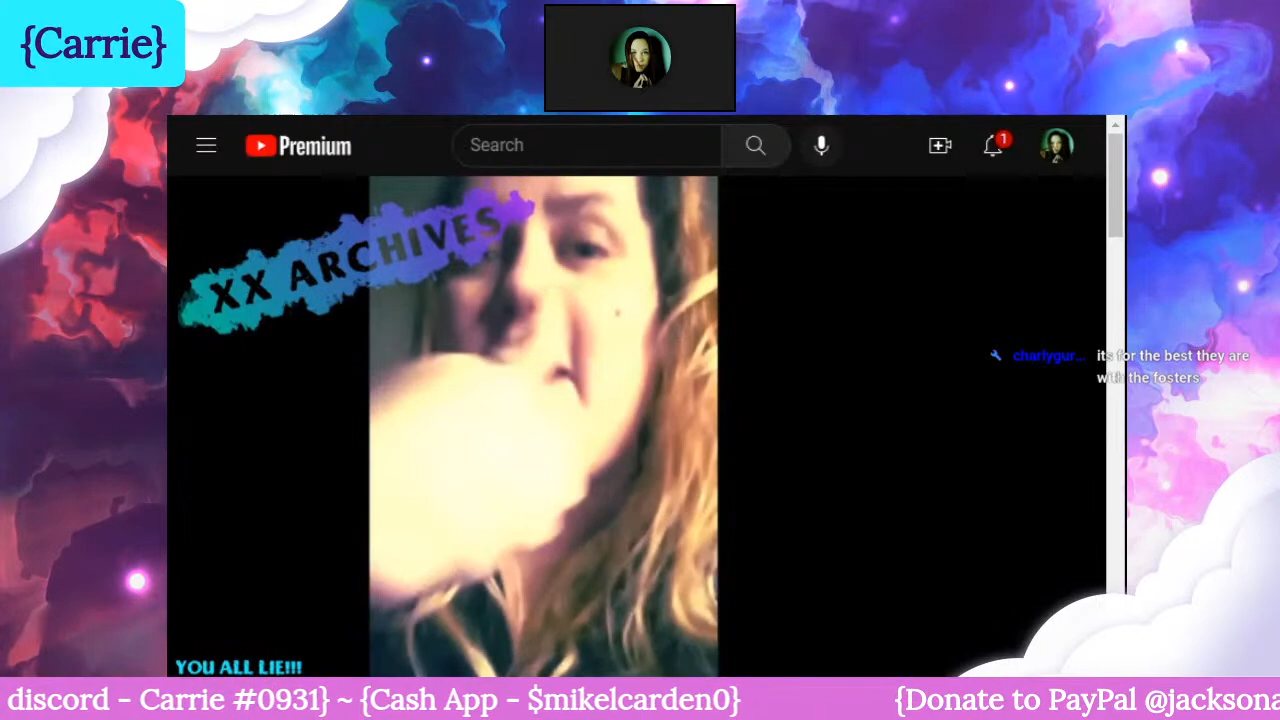 {Carrie}
Premium
Search
1
XX ARCHIVES
charlygur... its for the best they are
with the fosters
YOU ALL LIE!!!
discord - Carrie #0931} ~ {Cash App - $mikelcarden0} {Donate to PayPal @jacksona